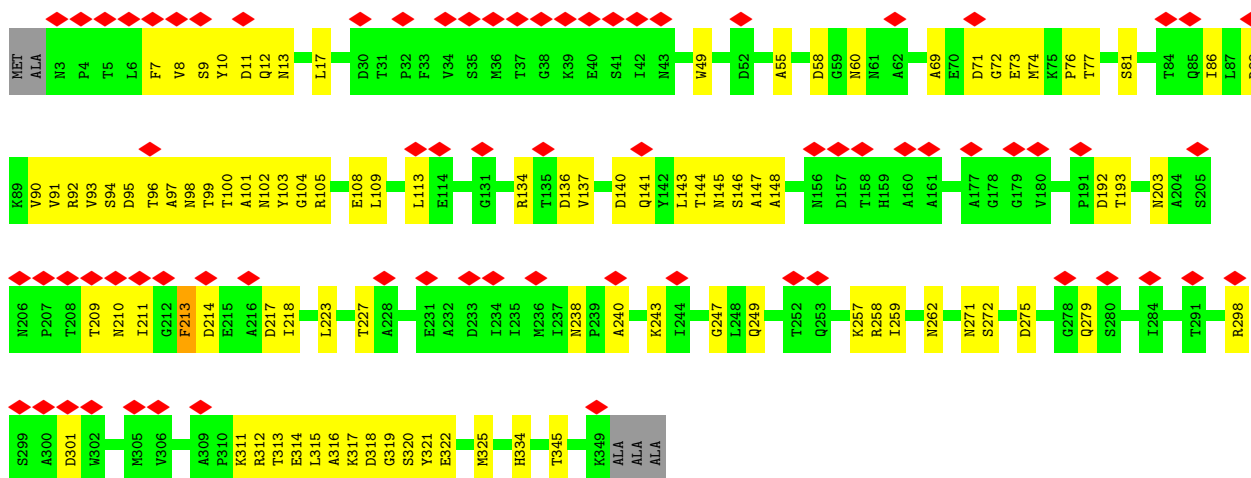 MET ALA N3 P4 T5 L6 F7 V8 S9 Y10 D11 Q12 N13 L17 D30 T31 P32 F33 V34 S35 M36 T37 G38 K39 E40 S41 I42 N43 W49 D52 A55 D58 G59 N60 N61 A62 A69 E70 D71 G72 E73 M74 K75 P76 T77 S81 T84 Q85 I86 L87
K89 V90 V91 R92 V93 S94 D95 T96 A97 N98 T99 T100 A101 N102 Y103 G104 R105 E108 L109 L113 E114 G131 R134 T135 D136 V137 D140 Q141 Y142 L143 T144 N145 S146 A147 A148 N156 D157 T158 H159 A160 A161 A177 G178 G179 V180 P191 D192 T193 N203 A204 S205
N206 P207 T208 T209 N210 I211 G212 F213 D214 E215 A216 D217 I218 L223 T227 A228 E231 A232 D233 I234 I235 M236 I237 N238 P239 A240 K243 I244 G247 L248 Q249 T252 Q253 K257 R258 I259 N262 N271 S272 D275 G278 Q279 S280 I284 T291 R298
S299 A300 D301 W302 M305 V306 A309 P310 K311 R312 T313 E314 L315 A316 K317 D318 G319 S320 Y321 E322 M325 H334 T345 K349 ALA ALA ALA